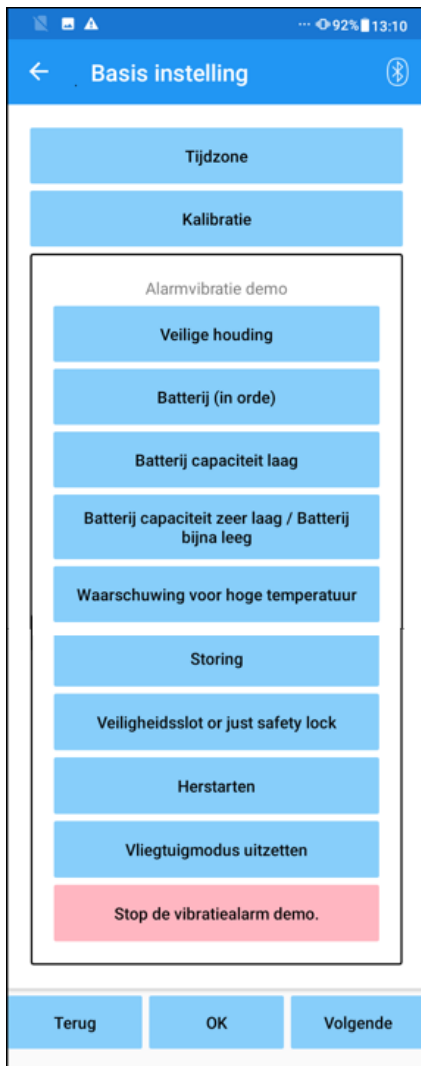 ··· 92% 13:10
Basis instelling
Tijdzone
Kalibratie
Alarmvibratie demo
Veilige houding
Batterij (in orde)
Batterij capaciteit laag
Batterij capaciteit zeer laag / Batterij
bijna leeg
Waarschuwing voor hoge temperatuur
Storing
Veiligheidsslot or just safety lock
Herstarten
Vliegtuigmodus uitzetten
Stop de vibratiealarm demo.
Terug OK Volgende